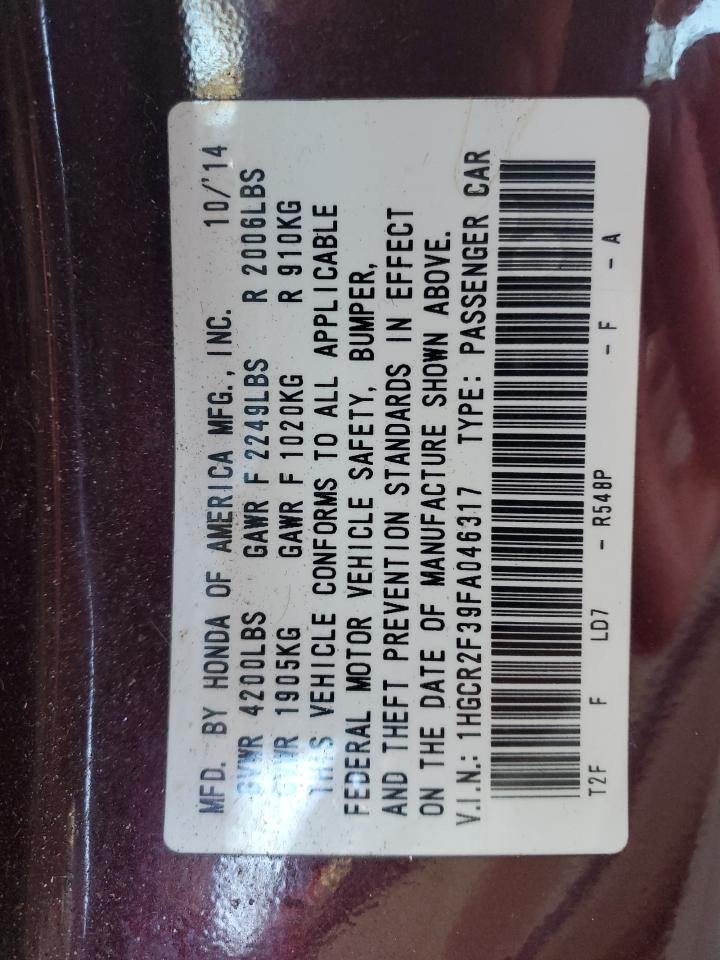 MFD. BY HONDA OF AMERICA MFG., INC. 10/'14
GVWR 4200LBS GAWR F 2249LBS R 2006LBS
GVWR 1905KG GAWR F 1020KG R 910KG
THIS VEHICLE CONFORMS TO ALL APPLICABLE
FEDERAL MOTOR VEHICLE SAFETY, BUMPER,
AND THEFT PREVENTION STANDARDS IN EFFECT
ON THE DATE OF MANUFACTURE SHOWN ABOVE.
V.I.N.: 1HGCR2F39FA046317 TYPE: PASSENGER CAR
T2F F LD7 - R548P - F - A